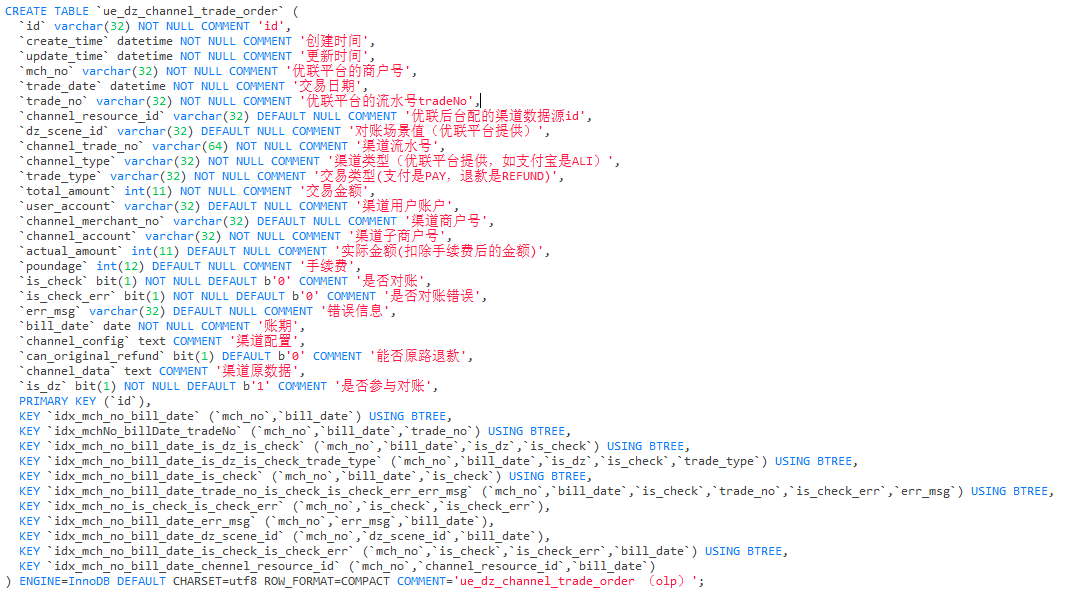 CREATE TABLE `ue_dz_channel_trade_order` (
`id` varchar(32) NOT NULL COMMENT 'id',
`create_time` datetime NOT NULL COMMENT '创建时间',
`update_time` datetime NOT NULL COMMENT '更新时间',
`mch_no` varchar(32) NOT NULL COMMENT '优联平台的商户号',
`trade_date` datetime NOT NULL COMMENT '交易日期',
`trade_no` varchar(32) NOT NULL COMMENT '优联平台的流水号tradeNo',
`channel_resource_id` varchar(32) DEFAULT NULL COMMENT '优联后台配的渠道数据源id',
`dz_scene_id` varchar(32) DEFAULT NULL COMMENT '对账场景值（优联平台提供）',
`channel_trade_no` varchar(64) NOT NULL COMMENT '渠道流水号',
`channel_type` varchar(32) NOT NULL COMMENT '渠道类型（优联平台提供，如支付宝是ALI）',
`trade_type` varchar(32) NOT NULL COMMENT '交易类型(支付是PAY，退款是REFUND)',
`total_amount` int(11) NOT NULL COMMENT '交易金额',
`user_account` varchar(32) DEFAULT NULL COMMENT '渠道用户账户',
`channel_merchant_no` varchar(32) DEFAULT NULL COMMENT '渠道商户号',
`channel_account` varchar(32) NOT NULL COMMENT '渠道子商户号',
`actual_amount` int(11) DEFAULT NULL COMMENT '实际金额(扣除手续费后的金额)',
`poundage` int(12) DEFAULT NULL COMMENT '手续费',
`is_check` bit(1) NOT NULL DEFAULT b'0' COMMENT '是否对账',
`is_check_err` bit(1) NOT NULL DEFAULT b'0' COMMENT '是否对账错误',
`err_msg` varchar(32) DEFAULT NULL COMMENT '错误信息',
`bill_date` date NOT NULL COMMENT '账期',
`channel_config` text COMMENT '渠道配置',
`can_original_refund` bit(1) DEFAULT b'0' COMMENT '能否原路退款',
`channel_data` text COMMENT '渠道原数据',
`is_dz` bit(1) NOT NULL DEFAULT b'1' COMMENT '是否参与对账',
PRIMARY KEY (`id`),
KEY `idx_mch_no_bill_date` (`mch_no`,`bill_date`) USING BTREE,
KEY `idx_mchNo_billDate_tradeNo` (`mch_no`,`bill_date`,`trade_no`) USING BTREE,
KEY `idx_mch_no_bill_date_is_dz_is_check` (`mch_no`,`bill_date`,`is_dz`,`is_check`) USING BTREE,
KEY `idx_mch_no_bill_date_is_dz_is_check_trade_type` (`mch_no`,`bill_date`,`is_dz`,`is_check`,`trade_type`) USING BTREE,
KEY `idx_mch_no_bill_date_is_check` (`mch_no`,`bill_date`,`is_check`) USING BTREE,
KEY `idx_mch_no_bill_date_trade_no_is_check_is_check_err_err_msg` (`mch_no`,`bill_date`,`is_check`,`trade_no`,`is_check_err`,`err_msg`) USING BTREE,
KEY `idx_mch_no_is_check_is_check_err` (`mch_no`,`is_check`,`is_check_err`),
KEY `idx_mch_no_bill_date_err_msg` (`mch_no`,`err_msg`,`bill_date`),
KEY `idx_mch_no_bill_date_dz_scene_id` (`mch_no`,`dz_scene_id`,`bill_date`),
KEY `idx_mch_no_bill_date_is_check_is_check_err` (`mch_no`,`is_check`,`is_check_err`,`bill_date`) USING BTREE,
KEY `idx_mch_no_bill_date_chennel_resource_id` (`mch_no`,`channel_resource_id`,`bill_date`)
) ENGINE=InnoDB DEFAULT CHARSET=utf8 ROW_FORMAT=COMPACT COMMENT='ue_dz_channel_trade_order （olp）';